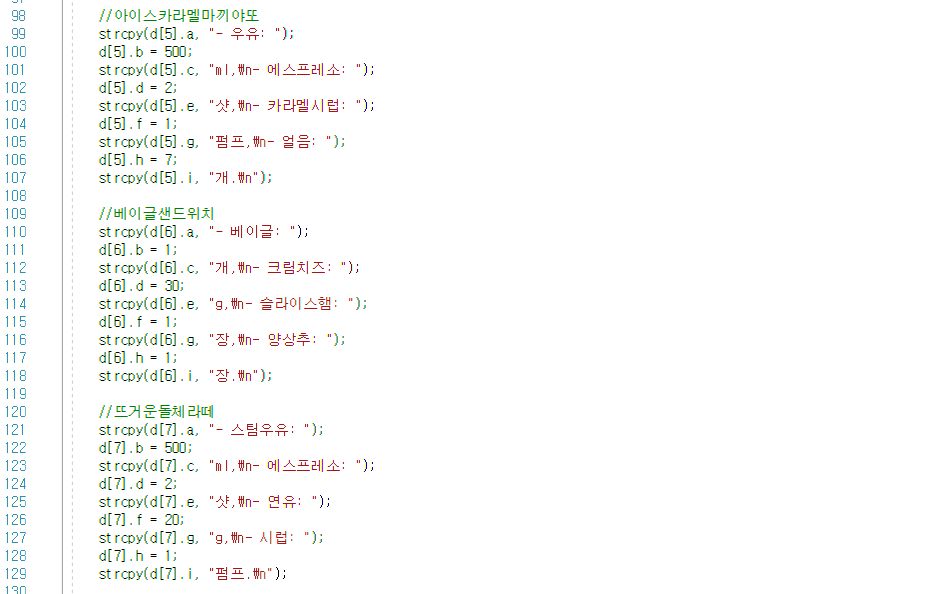 98 //아이스카라멜마끼야또
99 strcpy(d[5].a, "- 우유: ");
100 d[5].b = 500;
101 strcpy(d[5].c, "ml,₩n- 에스프레소: ");
102 d[5].d = 2;
103 strcpy(d[5].e, "샷,₩n- 카라멜시럽: ");
104 d[5].f = 1;
105 strcpy(d[5].g, "펌프,₩n- 얼음: ");
106 d[5].h = 7;
107 strcpy(d[5].i, "개.₩n");
108
109 //베이글샌드위치
110 strcpy(d[6].a, "- 베이글: ");
111 d[6].b = 1;
112 strcpy(d[6].c, "개,₩n- 크림치즈: ");
113 d[6].d = 30;
114 strcpy(d[6].e, "g,₩n- 슬라이스햄: ");
115 d[6].f = 1;
116 strcpy(d[6].g, "장,₩n- 양상추: ");
117 d[6].h = 1;
118 strcpy(d[6].i, "장.₩n");
119
120 //뜨거운돌체라떼
121 strcpy(d[7].a, "- 스팀우유: ");
122 d[7].b = 500;
123 strcpy(d[7].c, "ml,₩n- 에스프레소: ");
124 d[7].d = 2;
125 strcpy(d[7].e, "샷,₩n- 연유: ");
126 d[7].f = 20;
127 strcpy(d[7].g, "g,₩n- 시럽: ");
128 d[7].h = 1;
129 strcpy(d[7].i, "펌프.₩n");
130